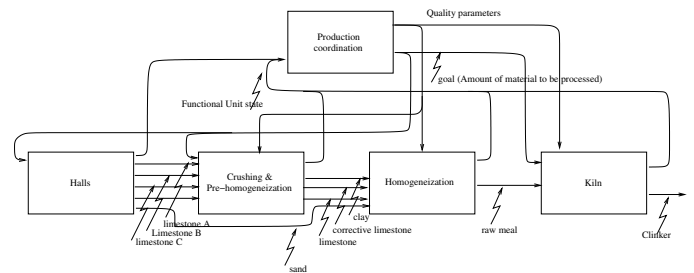 Quality parameters
Production
coordination
goal (Amount of material to be processed)
Functional Unit state
Halls
Crushing &
Pre-homogeneization
Homogeneization
Kiln
limestone A
Limestone B
limestone C
clay
corrective limestone
limestone
raw meal
Clinker
sand